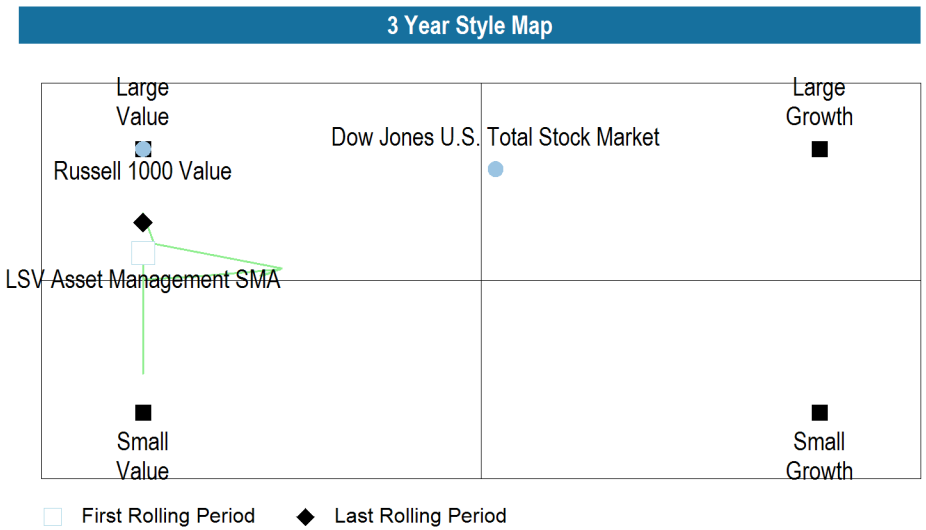 3 Year Style Map
Large
Value
Large
Growth
Dow Jones U.S. Total Stock Market
Russell 1000 Value
LSV Asset Management SMA
Small
Value
Small
Growth
First Rolling Period
Last Rolling Period